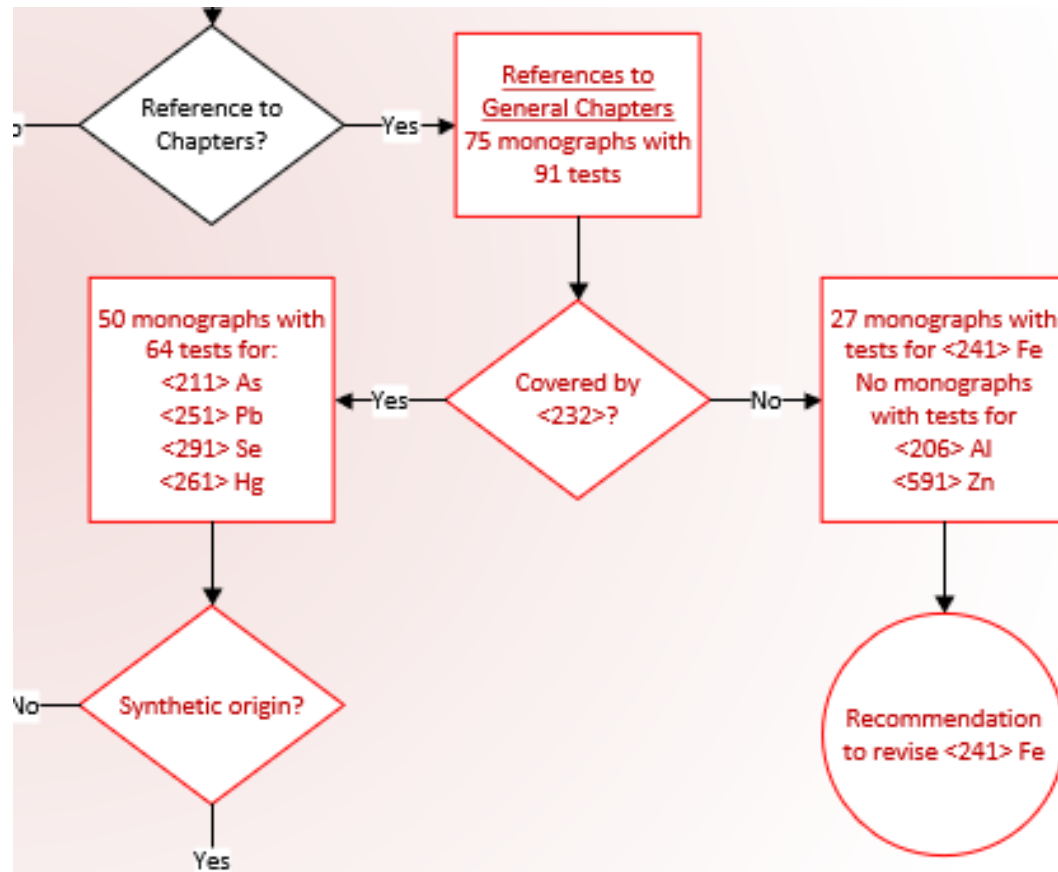 Reference to
Chapters?
Yes
References to
General Chapters
75 monographs with
91 tests
50 monographs with
64 tests for:
<211> As
<251> Pb
<291> Se
<261> Hg
Yes
Covered by
<232>?
No
27 monographs with
tests for <241> Fe
No monographs
with tests for
<206> Al
<591> Zn
No
Synthetic origin?
Recommendation
to revise <241> Fe
Yes